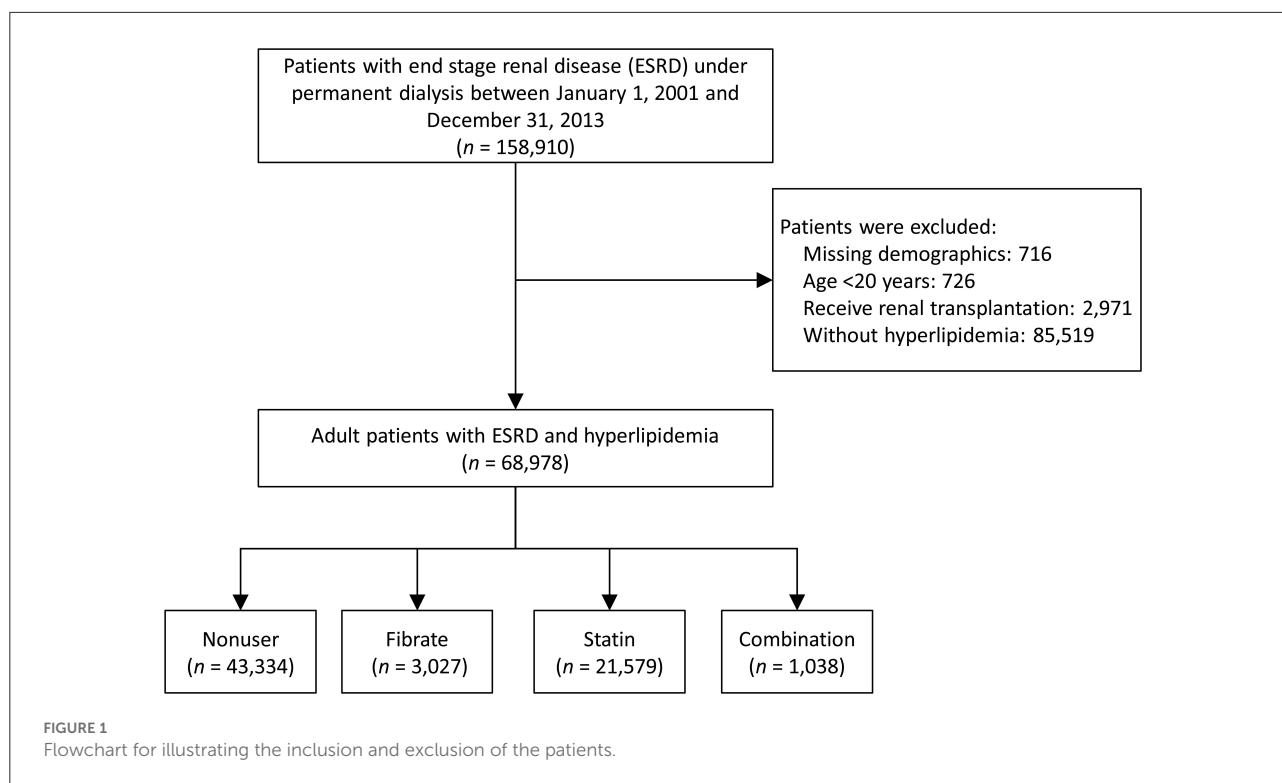 Patients with end stage renal disease (ESRD) under
permanent dialysis between January 1, 2001 and
December 31, 2013
(n = 158,910)
Patients were excluded:
Missing demographics: 716
Age <20 years: 726
Receive renal transplantation: 2,971
Without hyperlipidemia: 85,519
Adult patients with ESRD and hyperlipidemia
(n = 68,978)
Nonuser
(n = 43,334)
Fibrate
(n = 3,027)
Statin
(n = 21,579)
Combination
(n = 1,038)
FIGURE 1
Flowchart for illustrating the inclusion and exclusion of the patients.